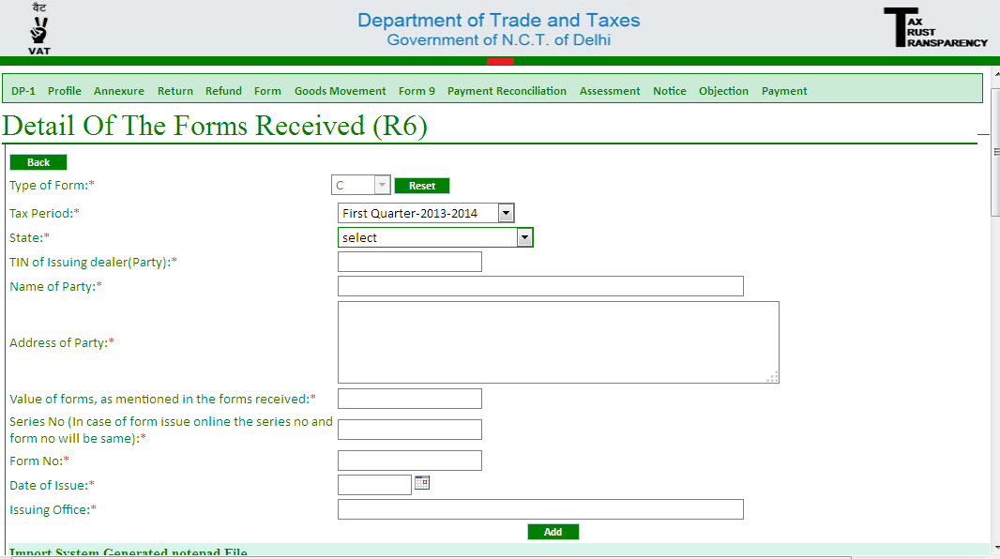 वैट
VAT
Department of Trade and Taxes
Government of N.C.T. of Delhi
TAX
TRUST
TRANSPARENCY
DP-1 Profile Annexure Return Refund Form Goods Movement Form 9 Payment Reconciliation Assessment Notice Objection Payment
Detail Of The Forms Received (R6)
Back
Type of Form:* C Reset
Tax Period:* First Quarter-2013-2014
State:* select
TIN of Issuing dealer(Party):*
Name of Party:*
Address of Party:*
Value of forms, as mentioned in the forms received:*
Series No (In case of form issue online the series no and
form no will be same):*
Form No:*
Date of Issue:*
Issuing Office:*
Add
Import System Generated notepad File